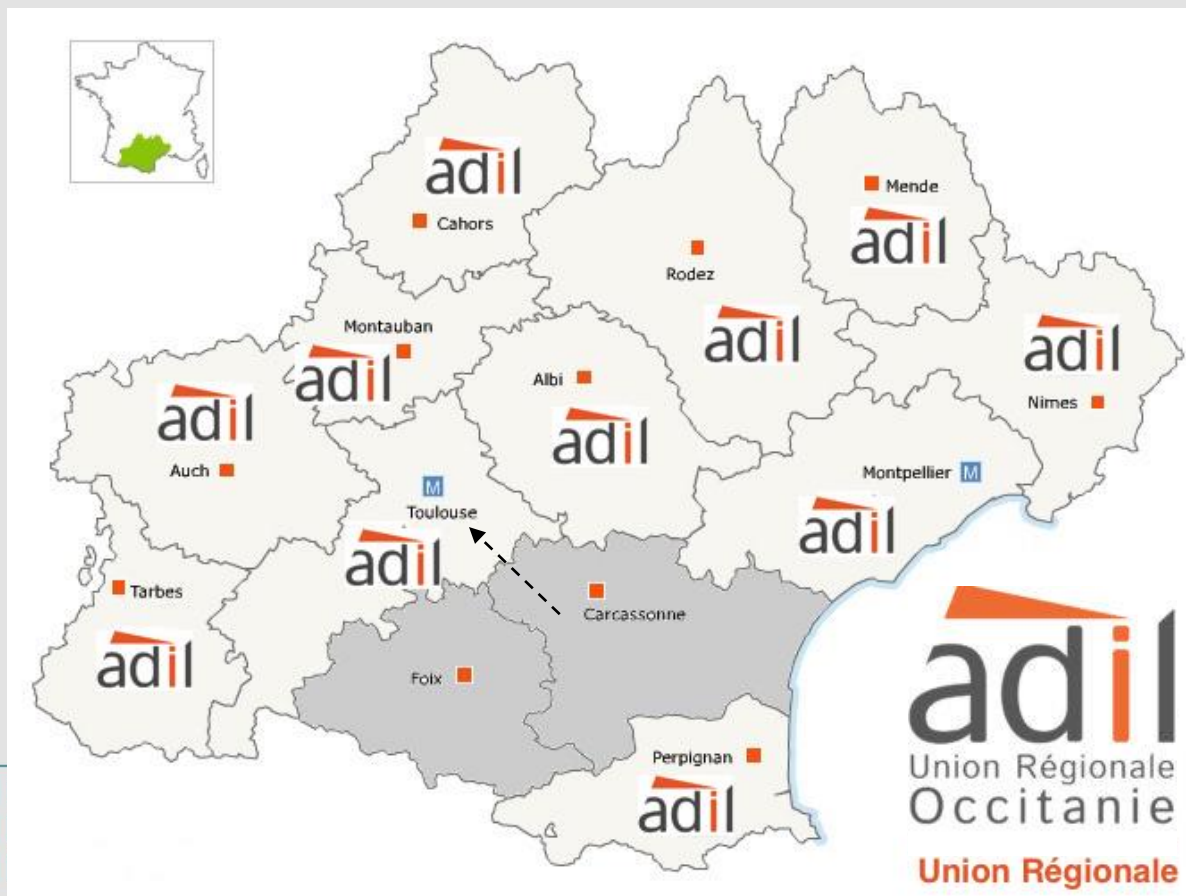 adil
Cahors
Mende
adil
Rodez
adil
Montauban
adil
adil
Nimes
Albi
adil
adil
Auch
M
Toulouse
adil
Montpellier M
adil
Tarbes
adil
Carcassonne
Foix
Perpignan
adil
adil
Union Régionale
Occitanie
Union Régionale